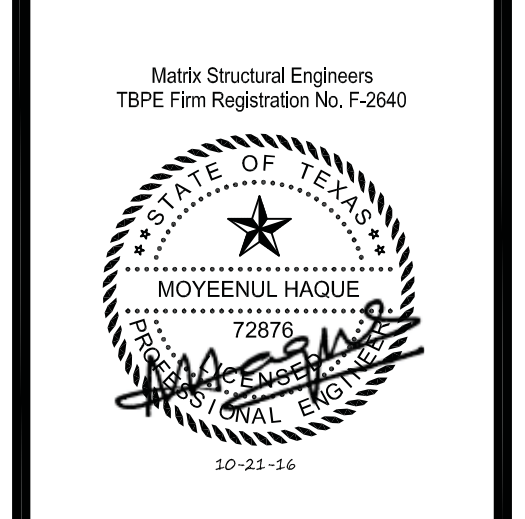 Matrix Structural Engineers
TBPE Firm Registration No. F-2640
STATE OF TEXAS
MOYEENUL HAQUE
72876
LICENSED
PROFESSIONAL ENGINEER
10-21-16